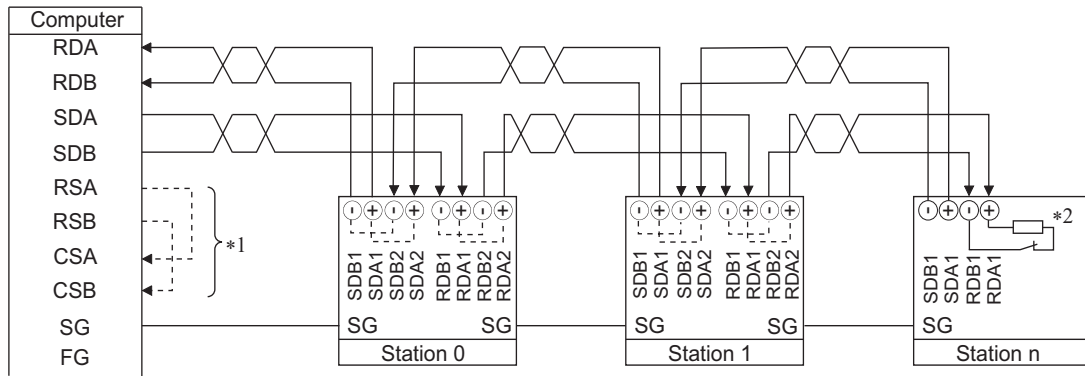 Computer
RDA
RDB
SDA
SDB
RSA
RSB
CSA
CSB
SG
FG
*1
- + - + - + - +
SDB1 SDA1 SDB2 SDA2 RDB1 RDA1 RDB2 RDA2
SG SG
Station 0
- + - + - + - +
SDB1 SDA1 SDB2 SDA2 RDB1 RDA1 RDB2 RDA2
SG SG
Station 1
- + - +
*2
SDB1 SDA1 RDB1 RDA1
SG
Station n